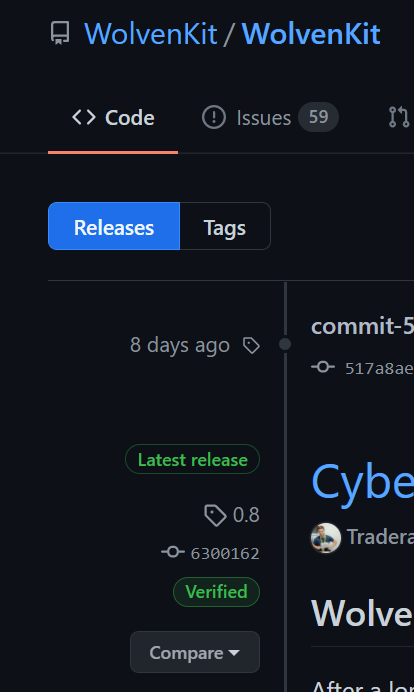 WolvenKit / WolvenKit
Code Issues 59
Releases Tags
8 days ago
commit-5
517a8ae
Latest release
Cybe
0.8
Tradera
6300162
Verified
Wolve
Compare
After a lo